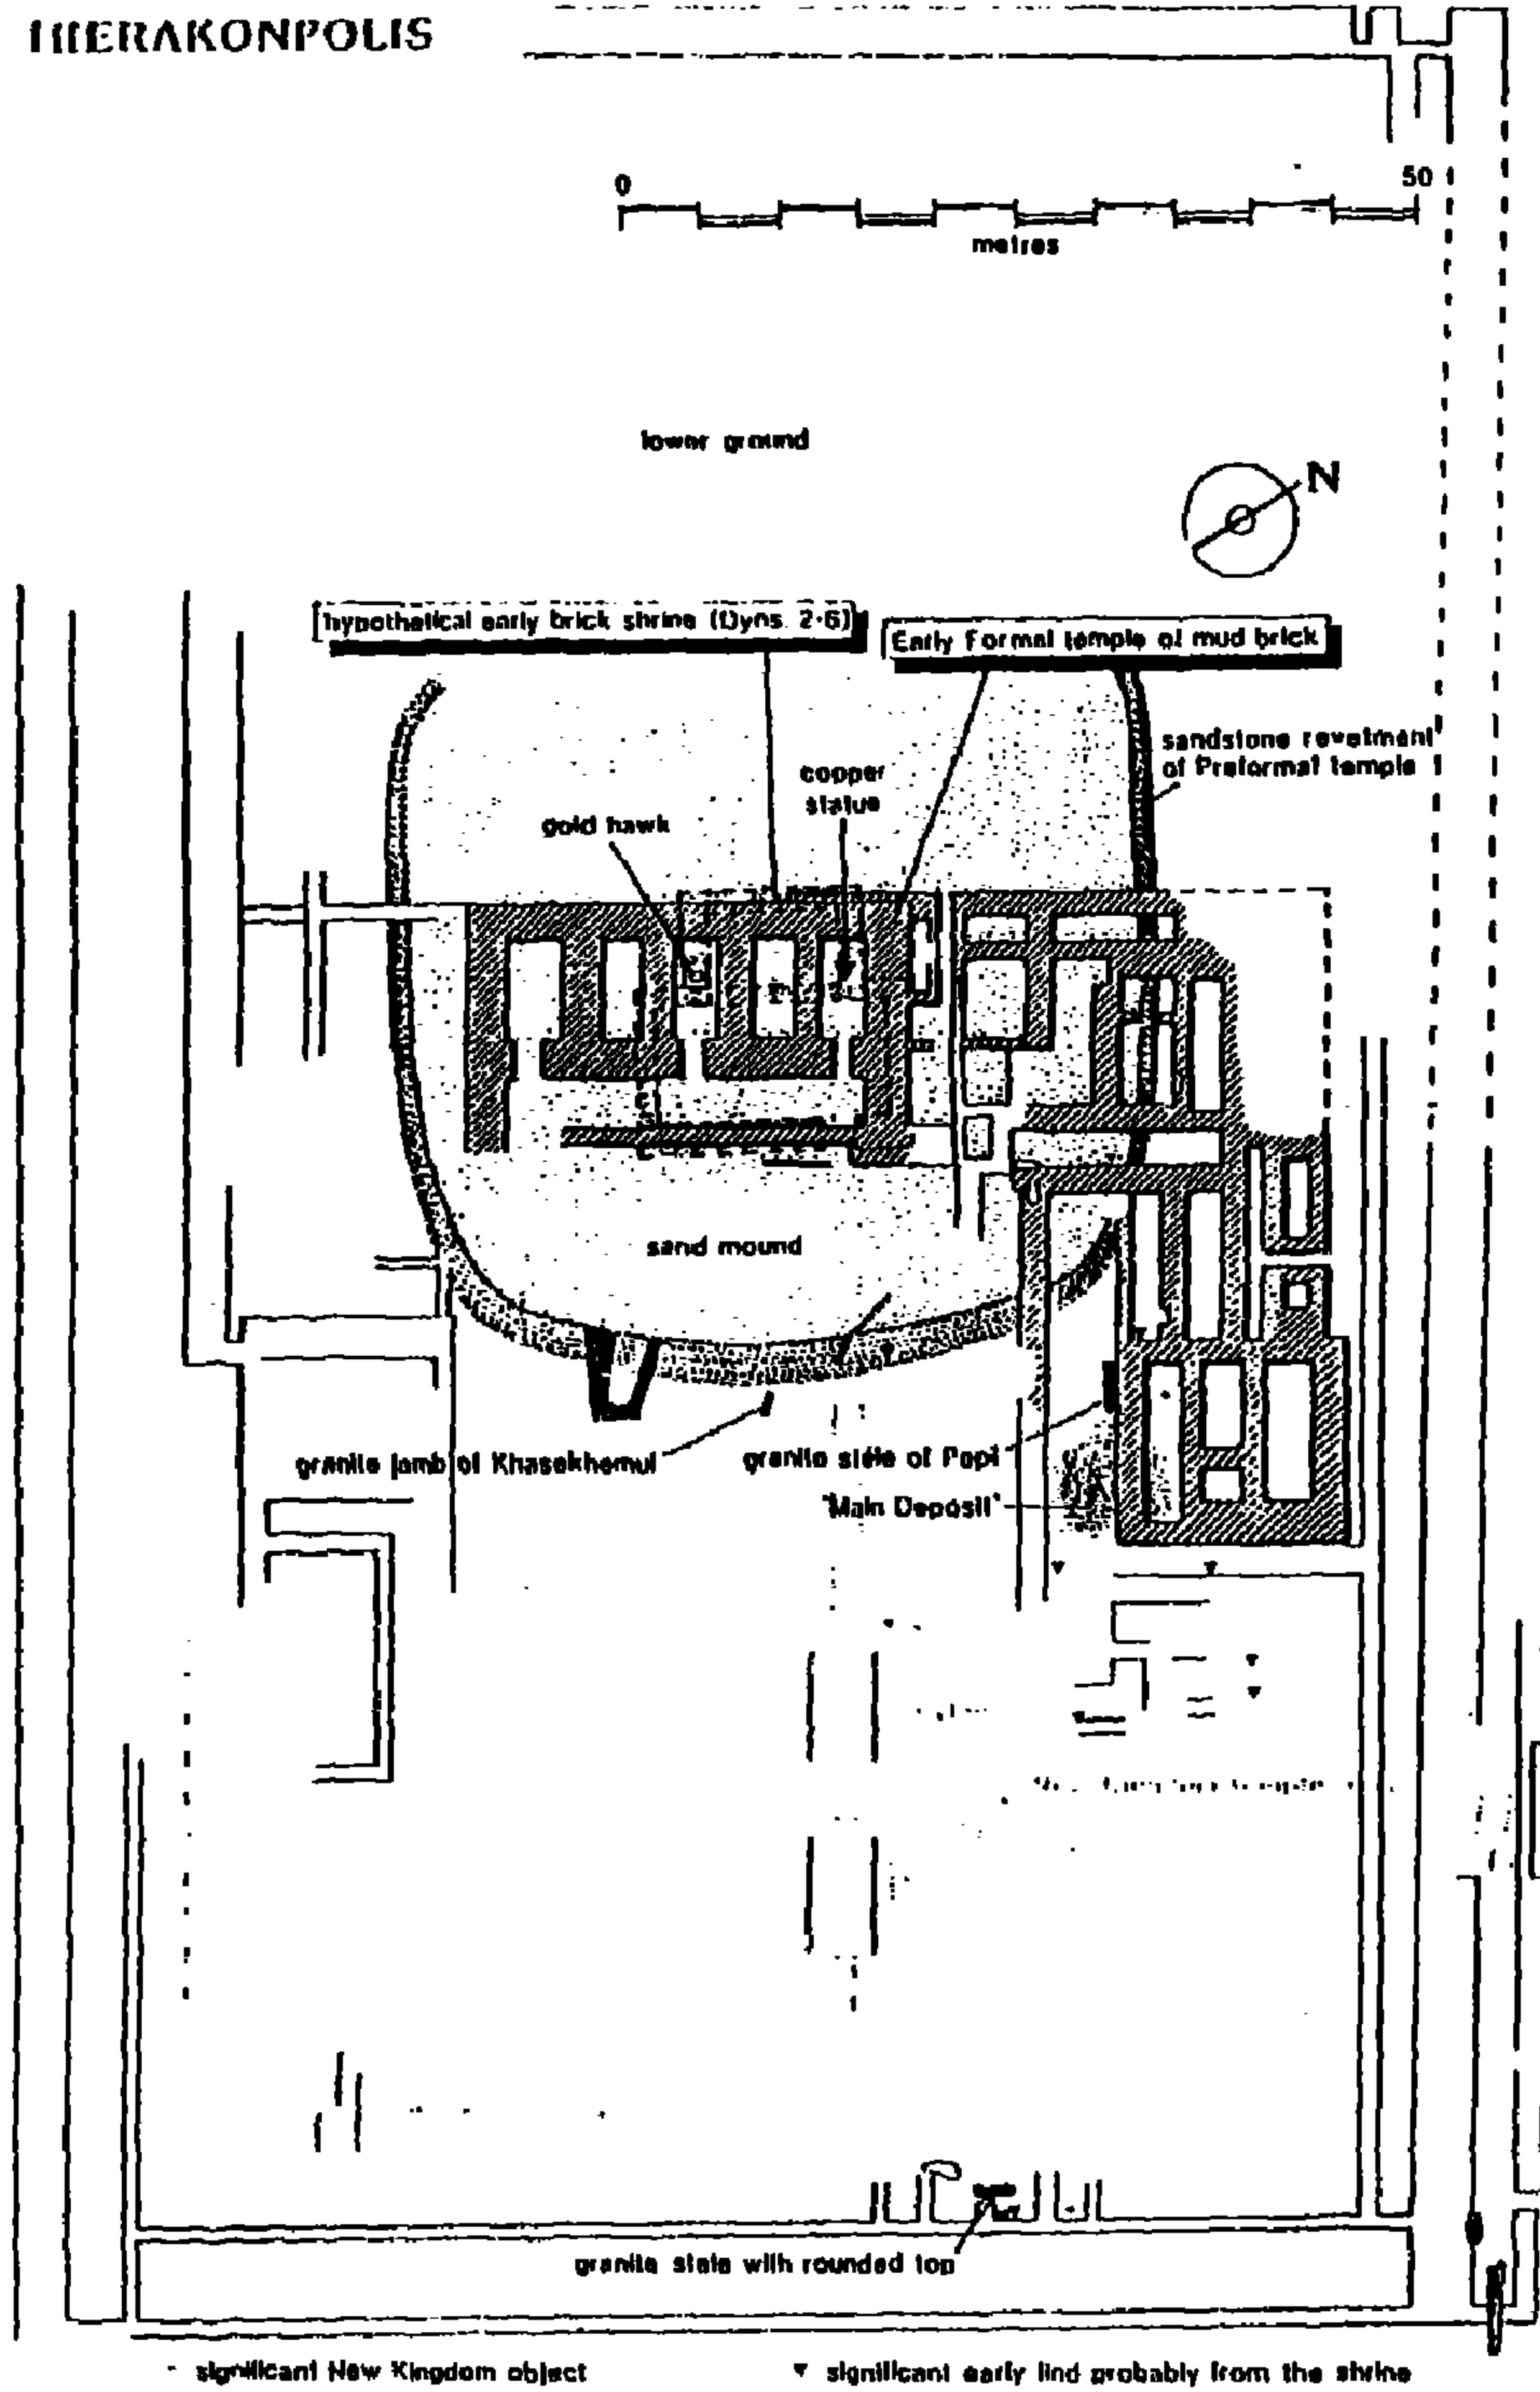 HIERAKONPOLIS
0 50
metres
lower ground
N
hypothetical early brick shrine (Dyns. 2-6)
Early Formal temple of mud brick
sandstone revetment
of Preformal temple
copper
statue
gold hawk
sand mound
granite jamb of Khasekhemui
granite stele of Pepi
'Main Deposit'
granite stele with rounded top
- significant New Kingdom object
▼ significant early find probably from the shrine